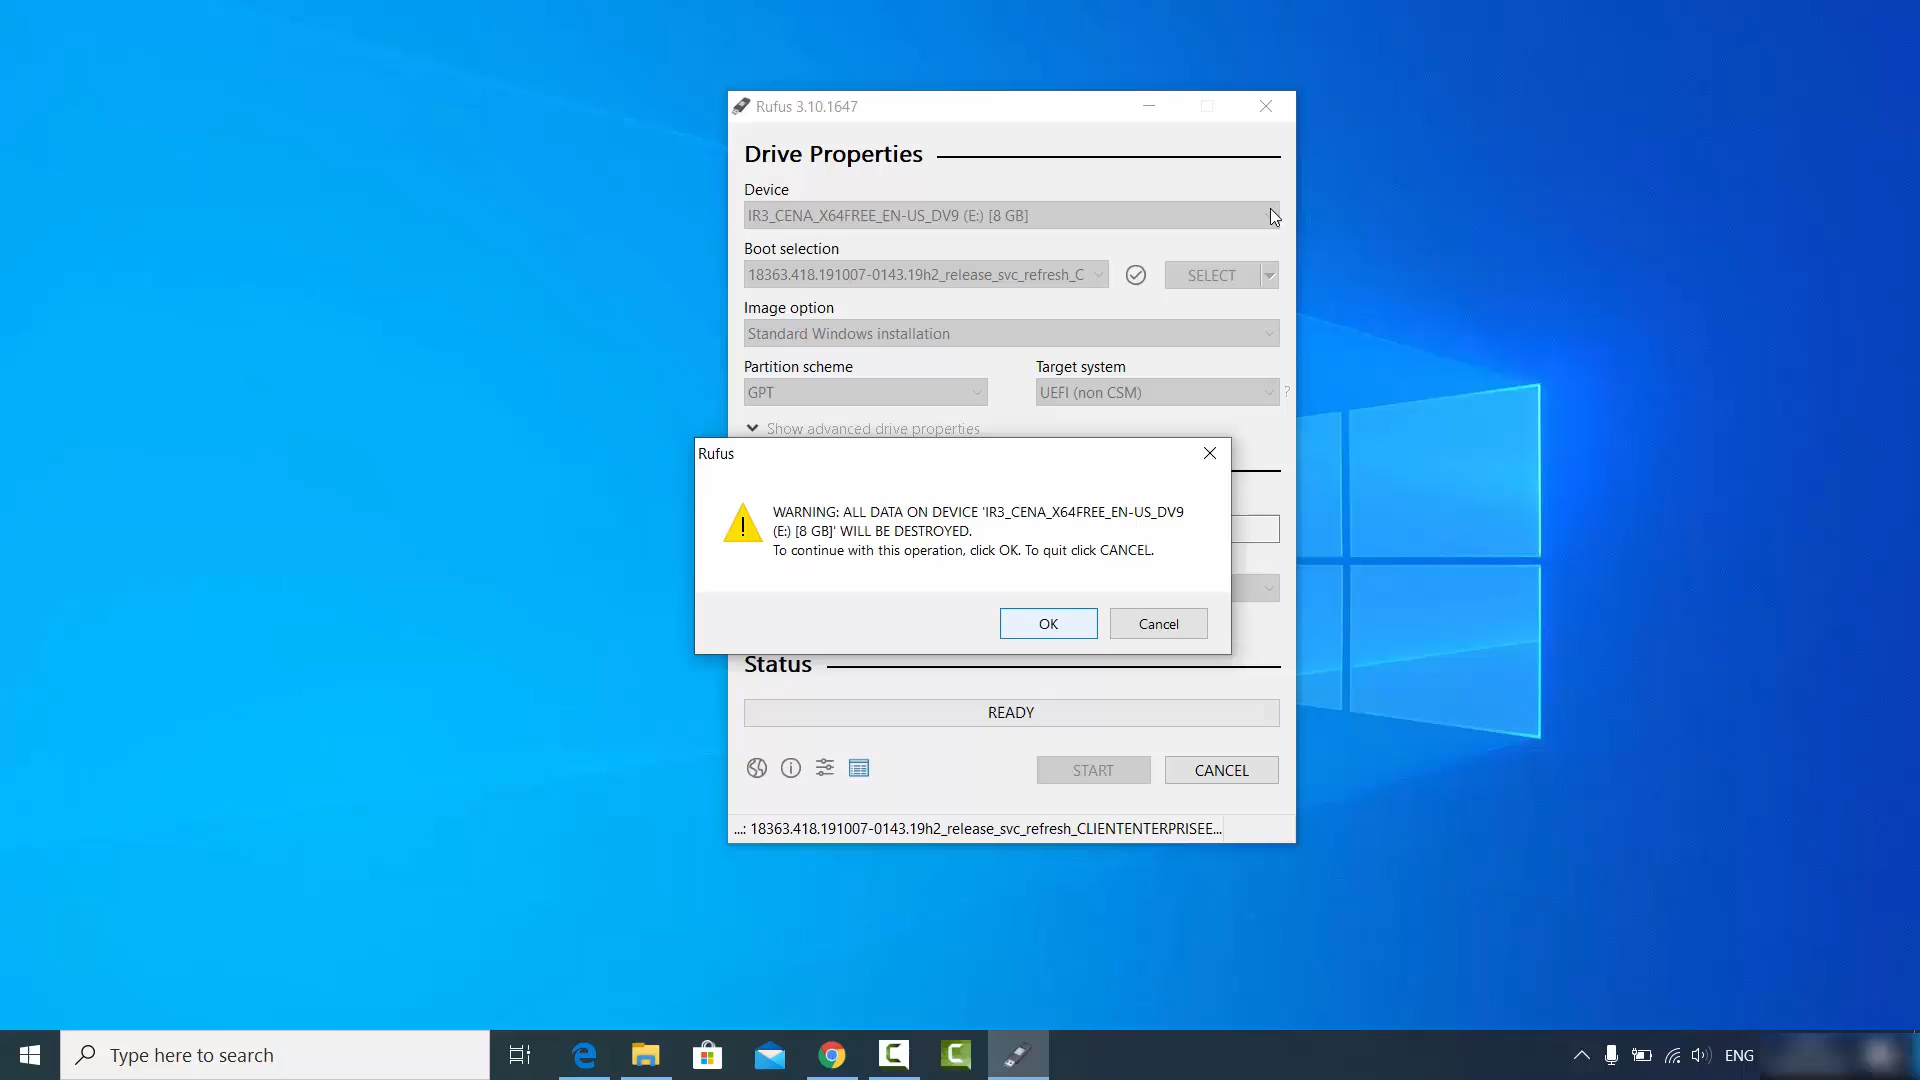 Rufus 3.10.1647
Drive Properties
Device
IR3_CENA_X64FREE_EN-US_DV9 (E:) [8 GB]
Boot selection
18363.418.191007-0143.19h2_release_svc_refresh_C
SELECT
Image option
Standard Windows installation
Partition scheme
Target system
GPT
UEFI (non CSM)
?
Show advanced drive properties
Rufus
WARNING: ALL DATA ON DEVICE 'IR3_CENA_X64FREE_EN-US_DV9
(E:) [8 GB]' WILL BE DESTROYED.
To continue with this operation, click OK. To quit click CANCEL.
OK
Cancel
Status
READY
START
CANCEL
...: 18363.418.191007-0143.19h2_release_svc_refresh_CLIENTENTERPRISEE...
Type here to search
ENG